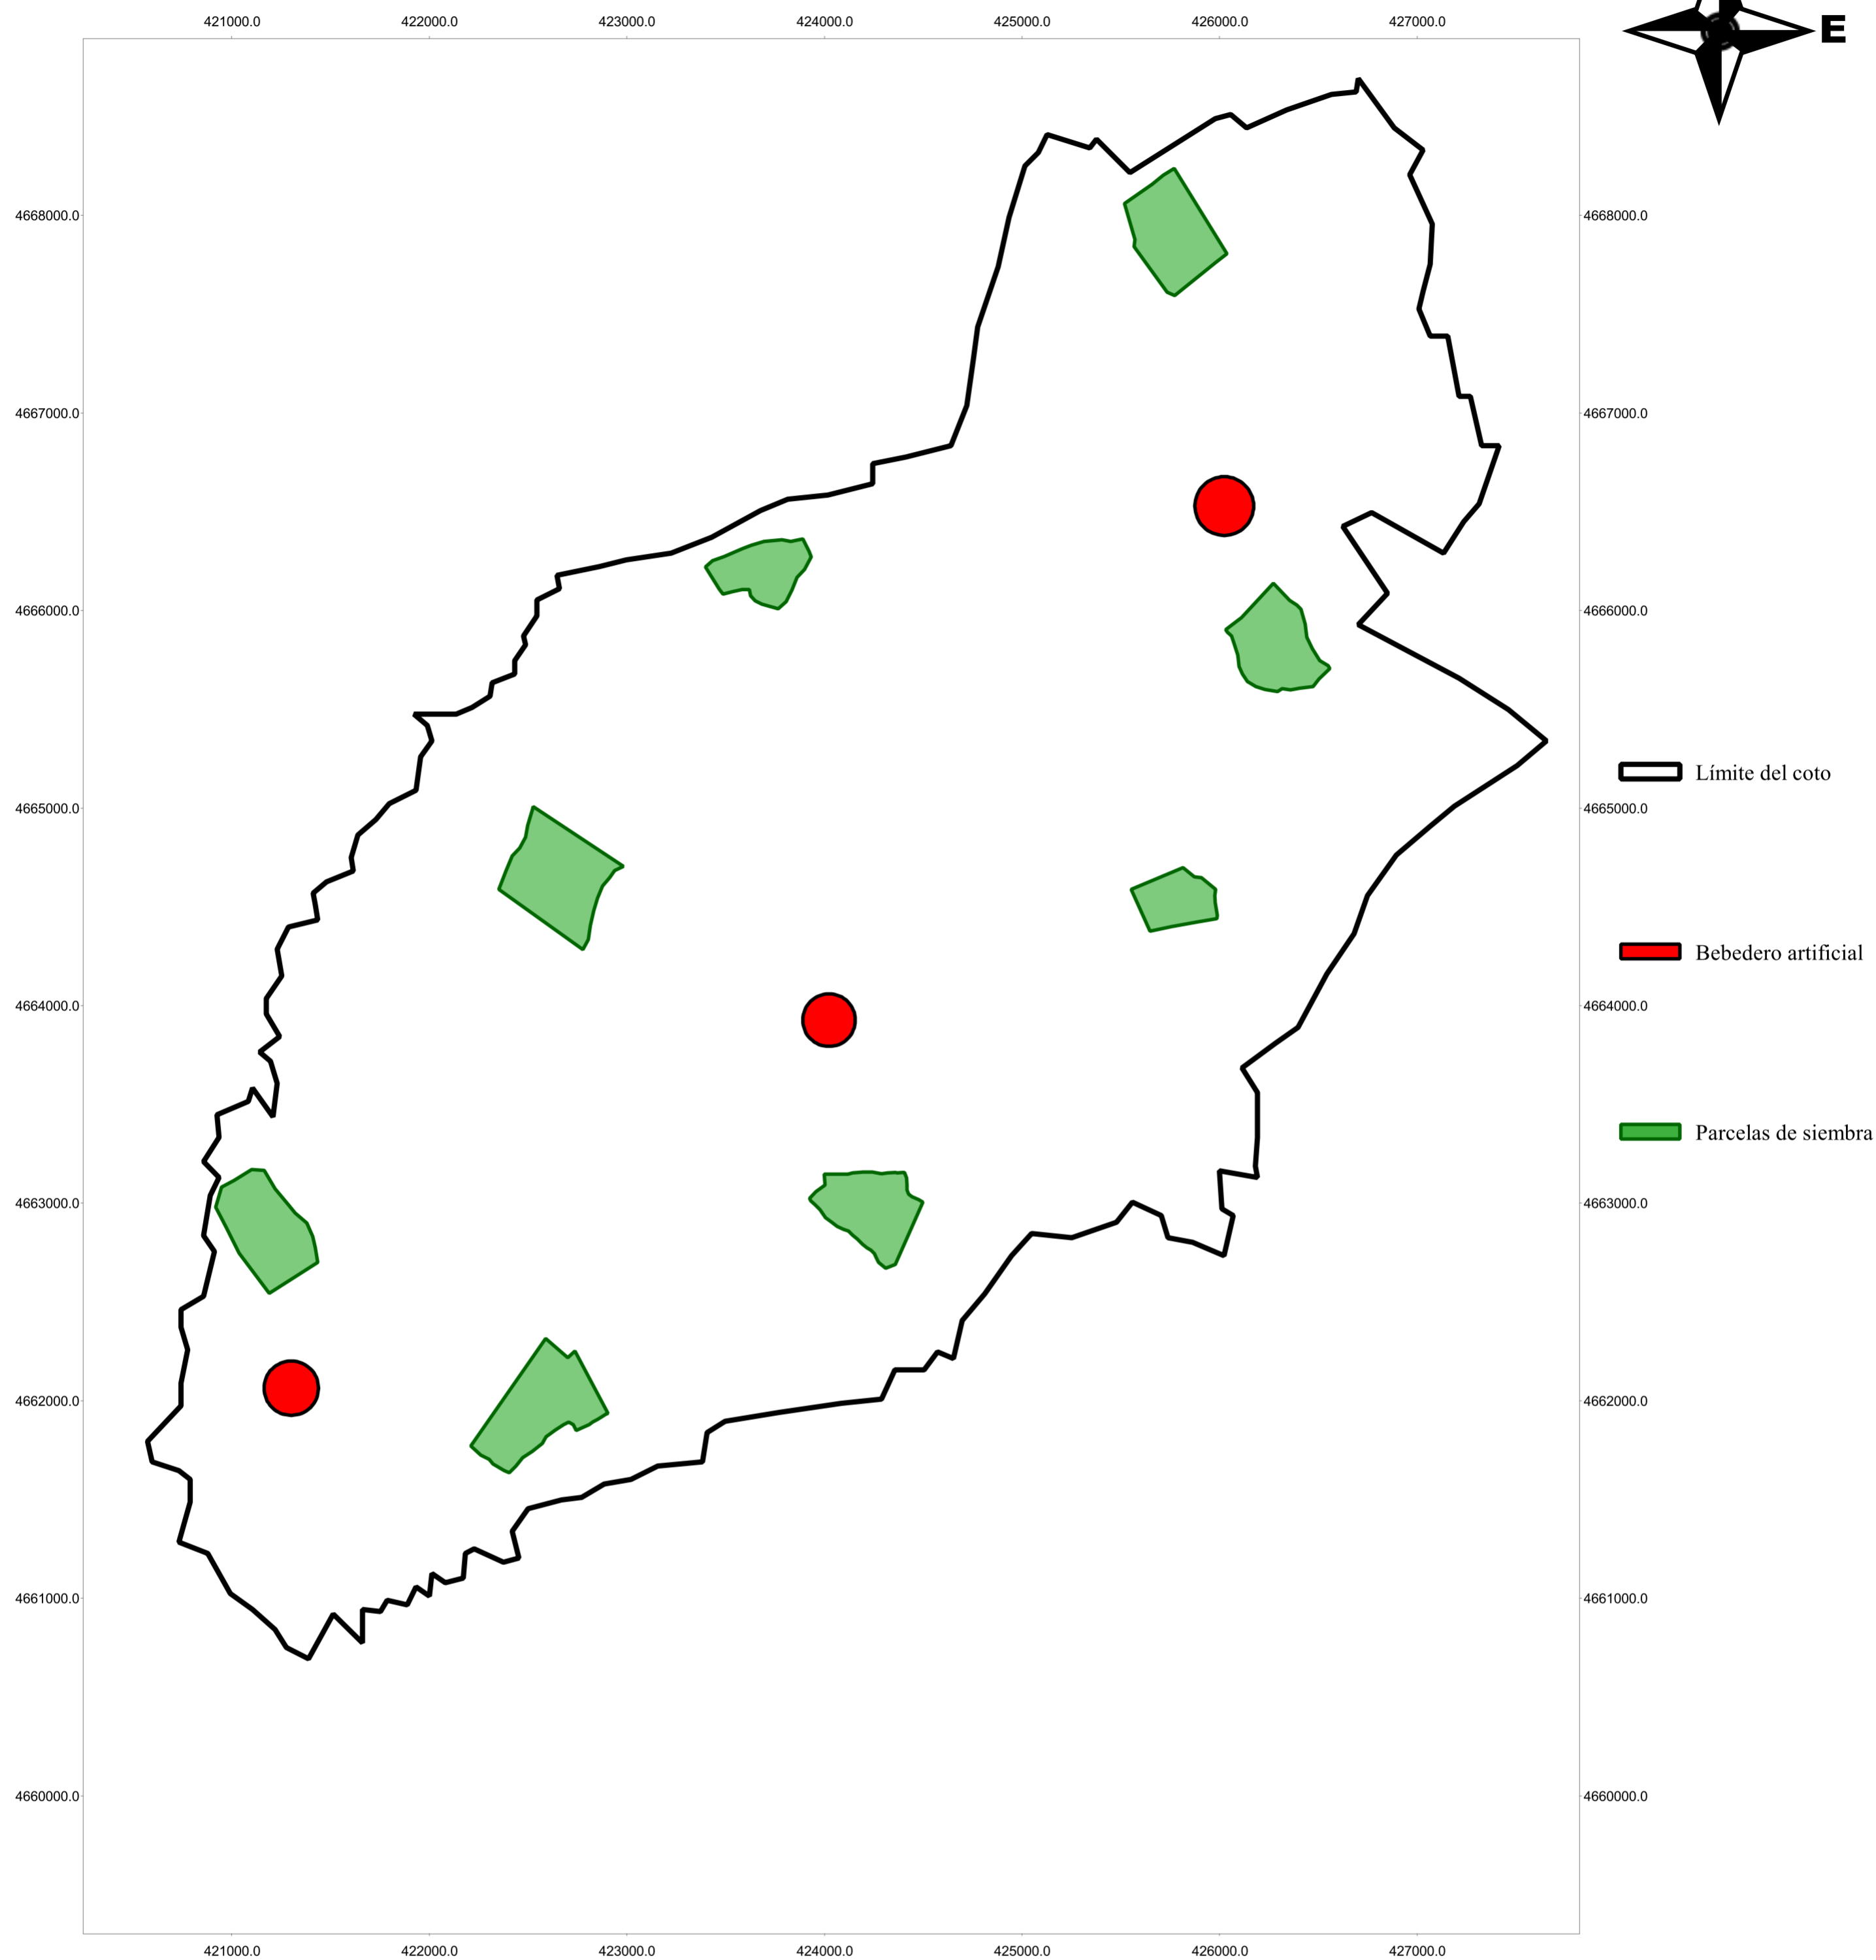 421000.0 422000.0 423000.0 424000.0 425000.0 426000.0 427000.0
E
4668000.0 4668000.0
4667000.0 4667000.0
4666000.0 4666000.0
Límite del coto
4665000.0 4665000.0
Bebedero artificial
4664000.0 4664000.0
Parcelas de siembra
4663000.0 4663000.0
4662000.0 4662000.0
4661000.0 4661000.0
4660000.0 4660000.0
421000.0 422000.0 423000.0 424000.0 425000.0 426000.0 427000.0